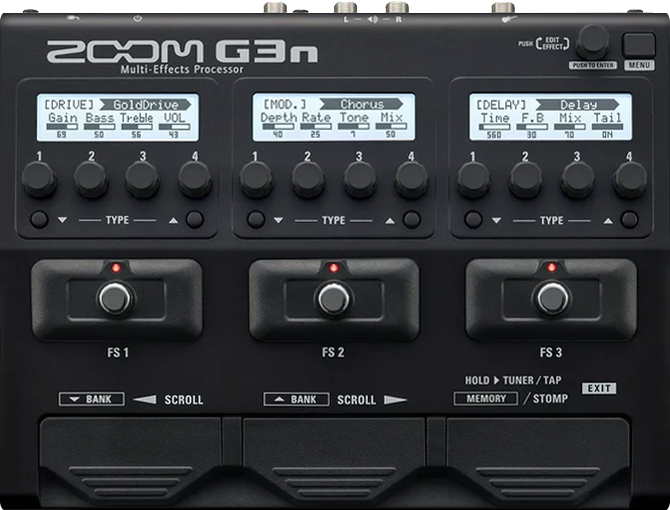 L R
ZOOM G3n
Multi-Effects Processor
PUSH EDIT EFFECT
PUSH TO ENTER MENU
[DRIVE] GoldDrive
Gain Bass Treble VOL
69 50 56 43
[MOD.] Chorus
Depth Rate Tone Mix
40 25 50
[DELAY] Delay
Time F.B Mix Tail
560 30 70 ON
1 2 3 4
1 2 3 4
1 2 3 4
TYPE
TYPE
TYPE
FS 1
FS 2
FS 3
BANK SCROLL
BANK SCROLL
HOLD TUNER / TAP
MEMORY / STOMP EXIT